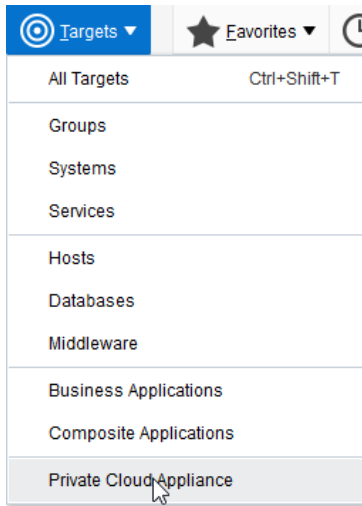 Targets ▼ Favorites ▼
All Targets Ctrl+Shift+T
Groups
Systems
Services
Hosts
Databases
Middleware
Business Applications
Composite Applications
Private Cloud Appliance